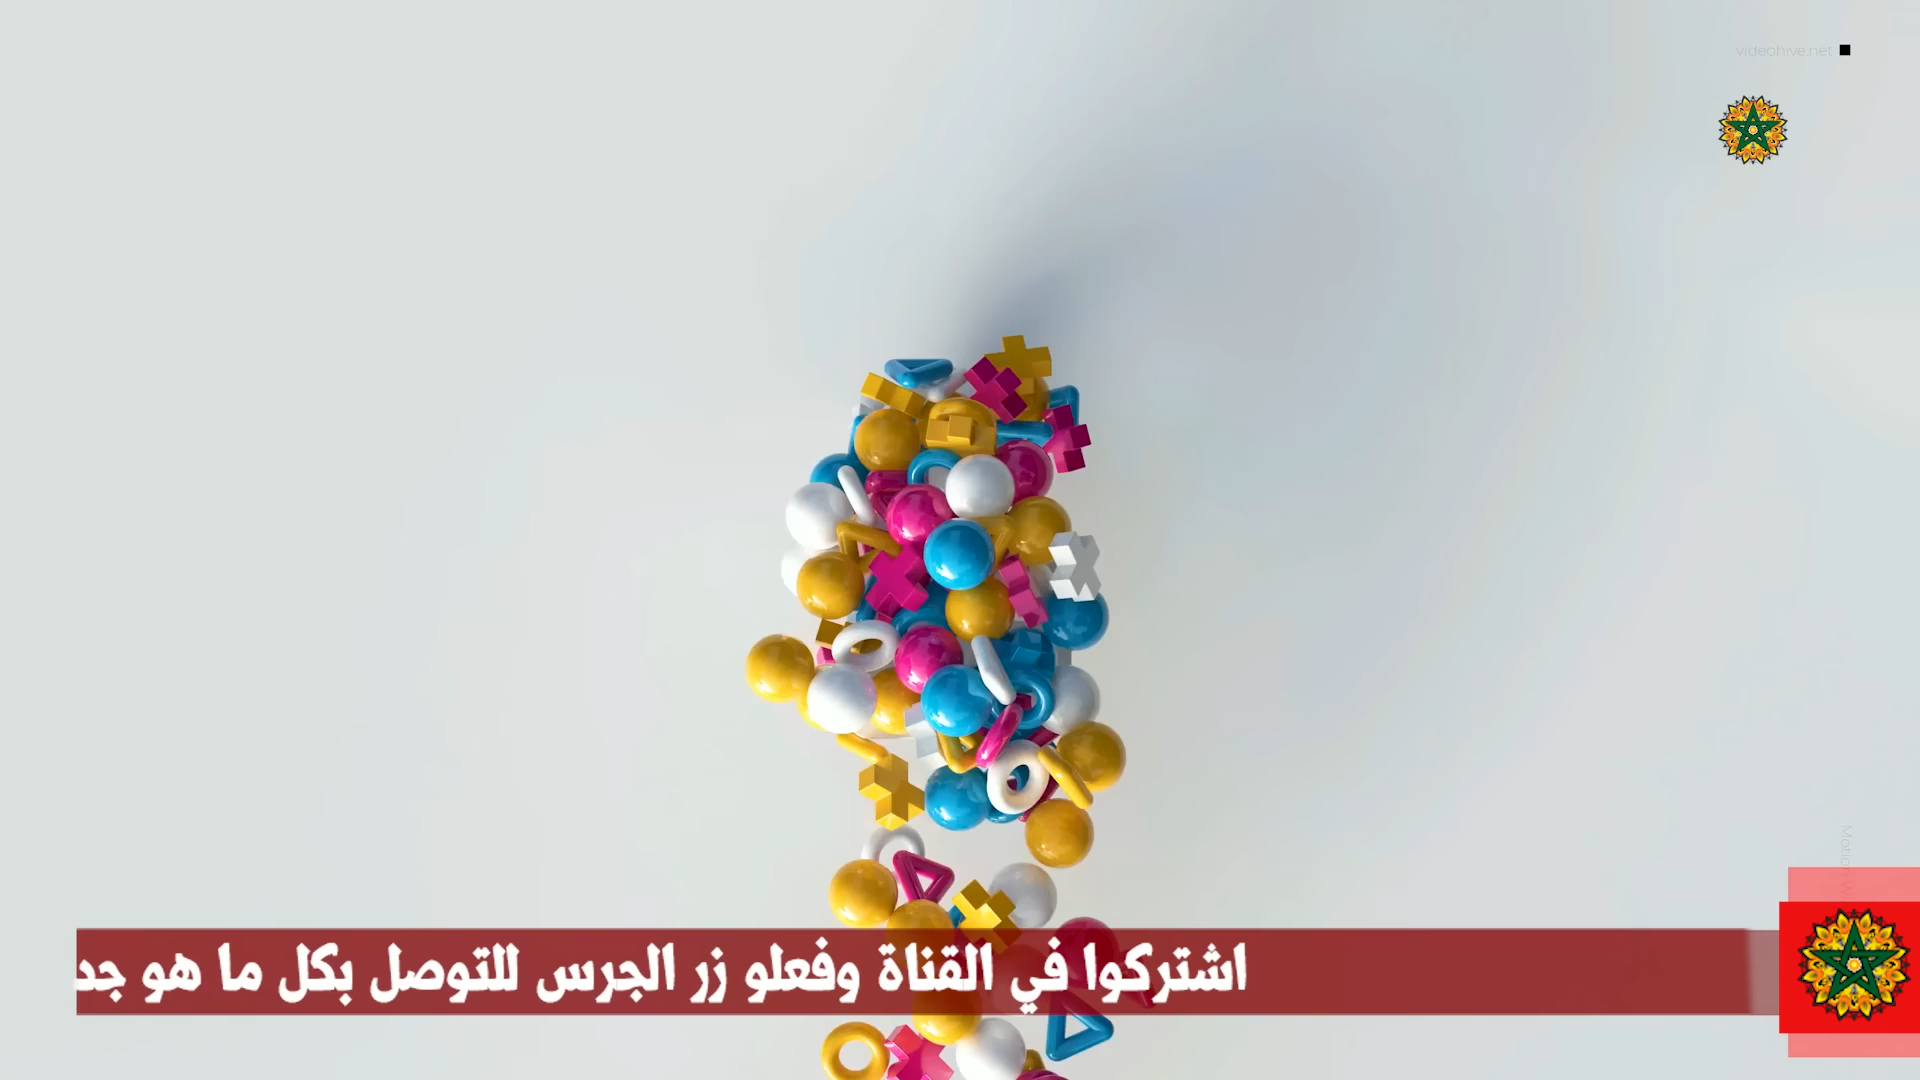 videohive.net
اشتركوا في القناة وفعلو زر الجرس للتوصل بكل ما هو جد